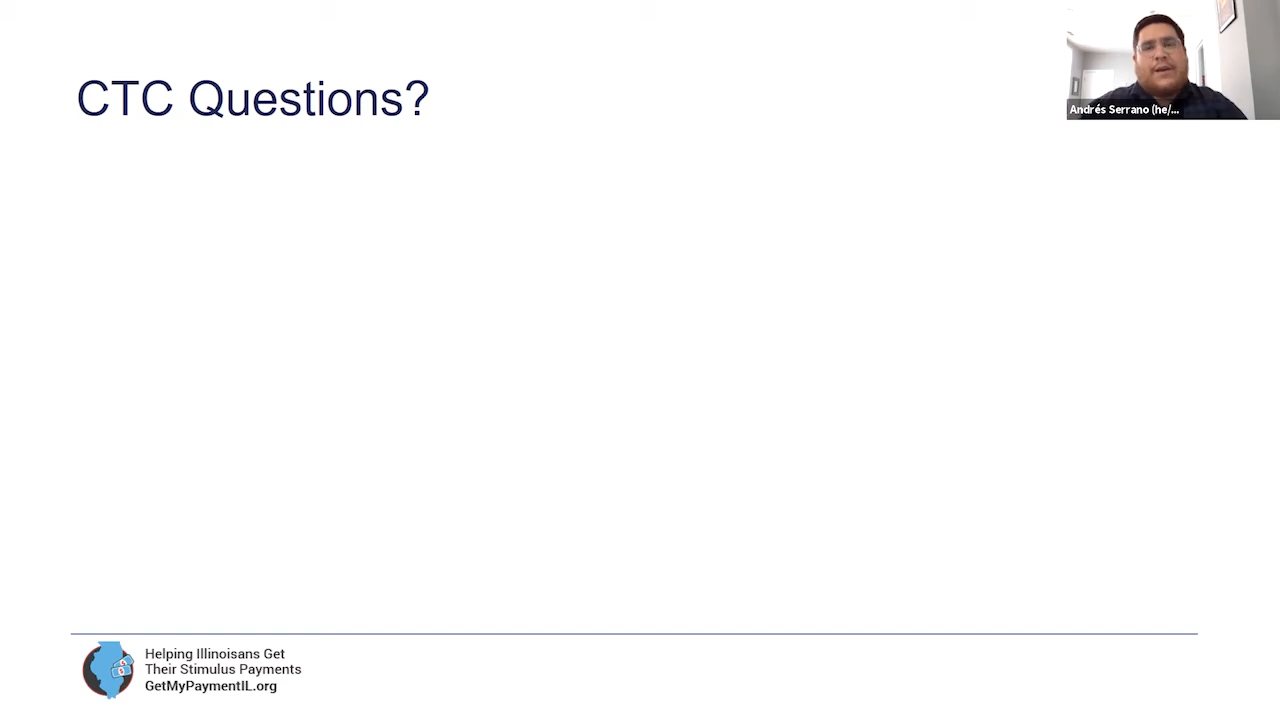 CTC Questions?
Andrés Serrano (he/...
Helping Illinoisans Get
Their Stimulus Payments
GetMyPaymentIL.org